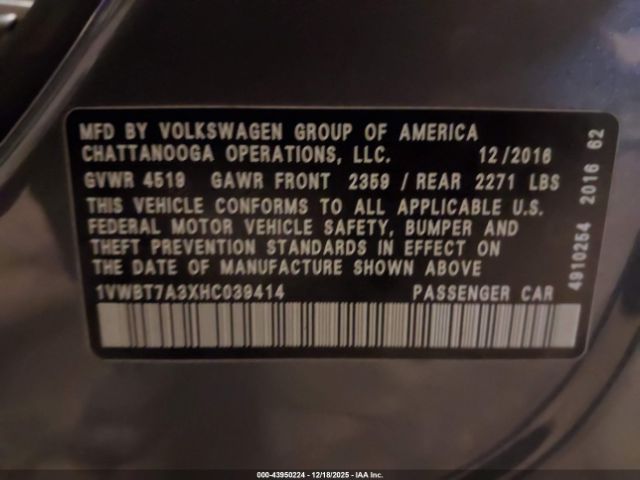 MFD BY VOLKSWAGEN GROUP OF AMERICA
CHATTANOOGA OPERATIONS, LLC. 12/2016
GVWR 4519 GAWR FRONT 2359 / REAR 2271 LBS
THIS VEHICLE CONFORMS TO ALL APPLICABLE U.S.
FEDERAL MOTOR VEHICLE SAFETY, BUMPER AND
THEFT PREVENTION STANDARDS IN EFFECT ON
THE DATE OF MANUFACTURE SHOWN ABOVE
1VWBT7A3XHC039414 PASSENGER CAR
4910254 2016 62
000-43950224 - 12/18/2025 - IAA Inc.